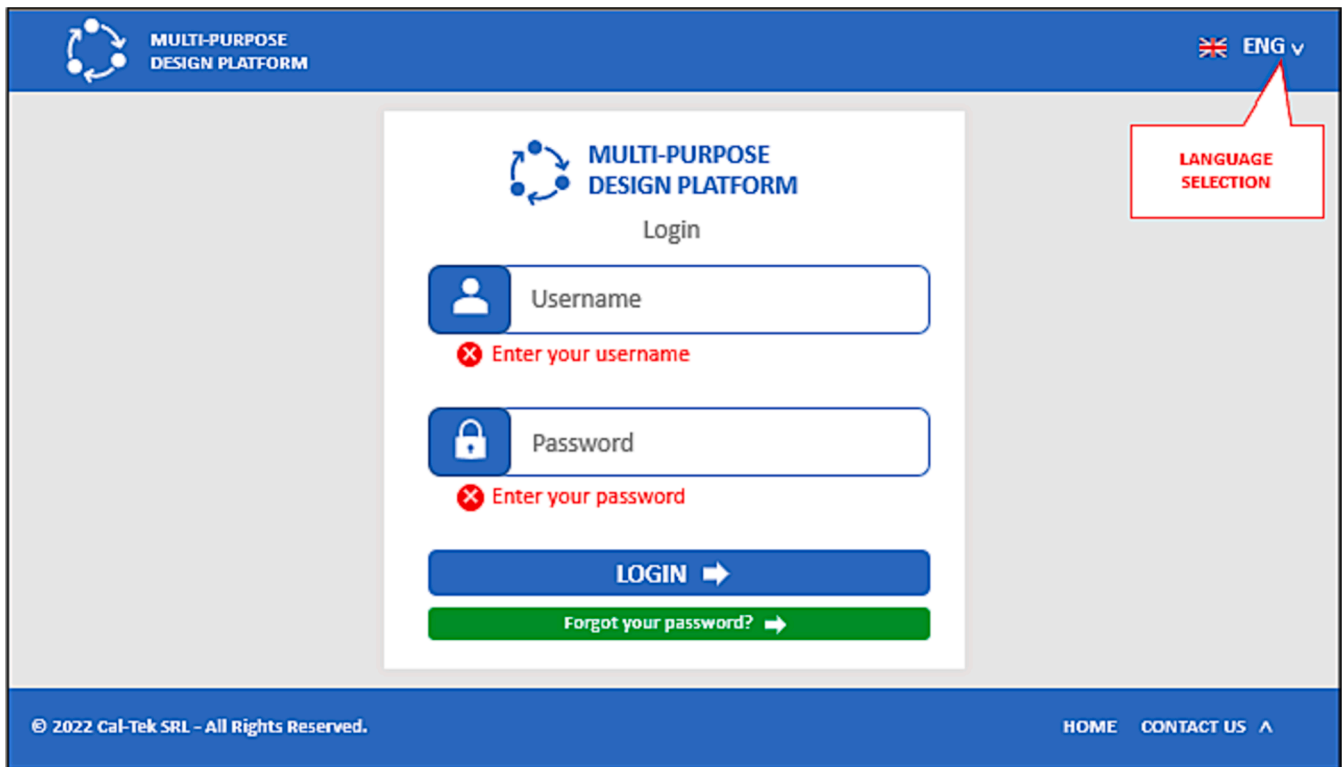 MULTI-PURPOSE
DESIGN PLATFORM
ENG
LANGUAGE
SELECTION
MULTI-PURPOSE
DESIGN PLATFORM
Login
Username
Enter your username
Password
Enter your password
LOGIN
Forgot your password?
© 2022 Cal-Tek SRL - All Rights Reserved.
HOME CONTACT US